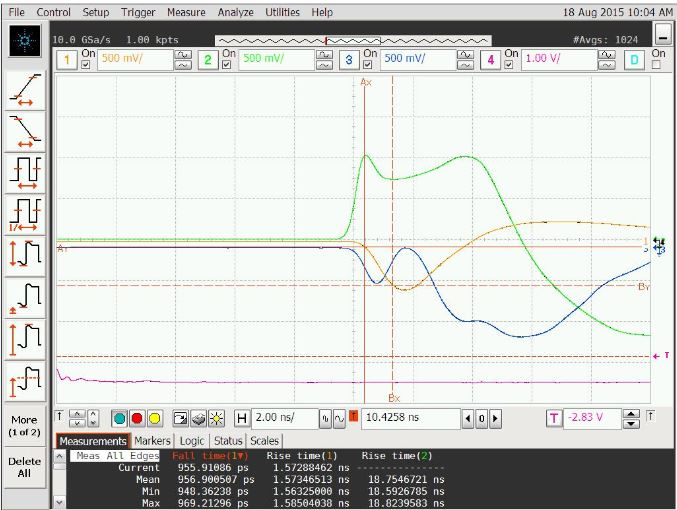 File Control Setup Trigger Measure Analyze Utilities Help 18 Aug 2015 10:04 AM
10.0 GSa/s 1.00 kpts #Avgs: 1024
1 On 500 mV/ 2 On 500 mV/ 3 On 500 mV/ 4 On 1.00 V/ D On
Ax
Ay
By
T
Bx
More
(1 of 2)
Delete
All
H 2.00 ns/ 10.4258 ns 0 T -2.83 V
Measurements Markers Logic Status Scales
Meas All Edges Fall time(1▼) Rise time(1) Rise time(2)
Current 955.91086 ps 1.57288462 ns ----------------
Mean 956.900507 ps 1.57346513 ns 18.7546721 ns
Min 948.36238 ps 1.56325000 ns 18.5926785 ns
Max 969.21296 ps 1.58504038 ns 18.8239583 ns